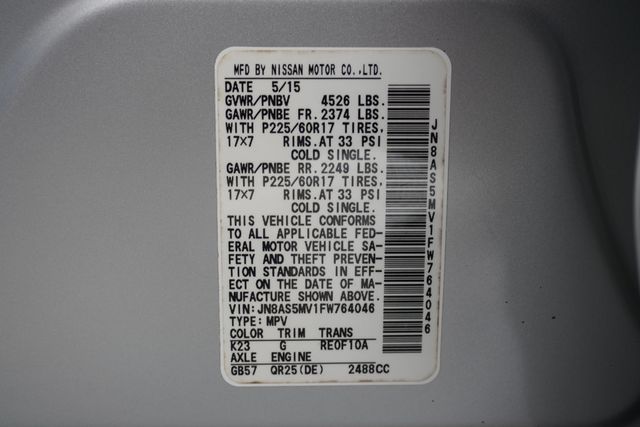 MFD BY NISSAN MOTOR CO.,LTD.
DATE 5/15
GVWR/PNBV 4526 LBS.
GAWR/PNBE FR. 2374 LBS.
WITH P225/60R17 TIRES,
17×7 RIMS.AT 33 PSI
COLD SINGLE.
GAWR/PNBE RR. 2249 LBS.
WITH P225/60R17 TIRES,
17×7 RIMS.AT 33 PSI
COLD SINGLE.
THIS VEHICLE CONFORMS
TO ALL APPLICABLE FED-
ERAL MOTOR VEHICLE SA-
FETY AND THEFT PREVEN-
TION STANDARDS IN EFF-
ECT ON THE DATE OF MA-
NUFACTURE SHOWN ABOVE.
VIN:JN8AS5MV1FW764046
TYPE:MPV
COLOR TRIM TRANS
K23 G RE0F10A
AXLE ENGINE
GB57 QR25(DE) 2488CC
JN8AS5MV1FW764046